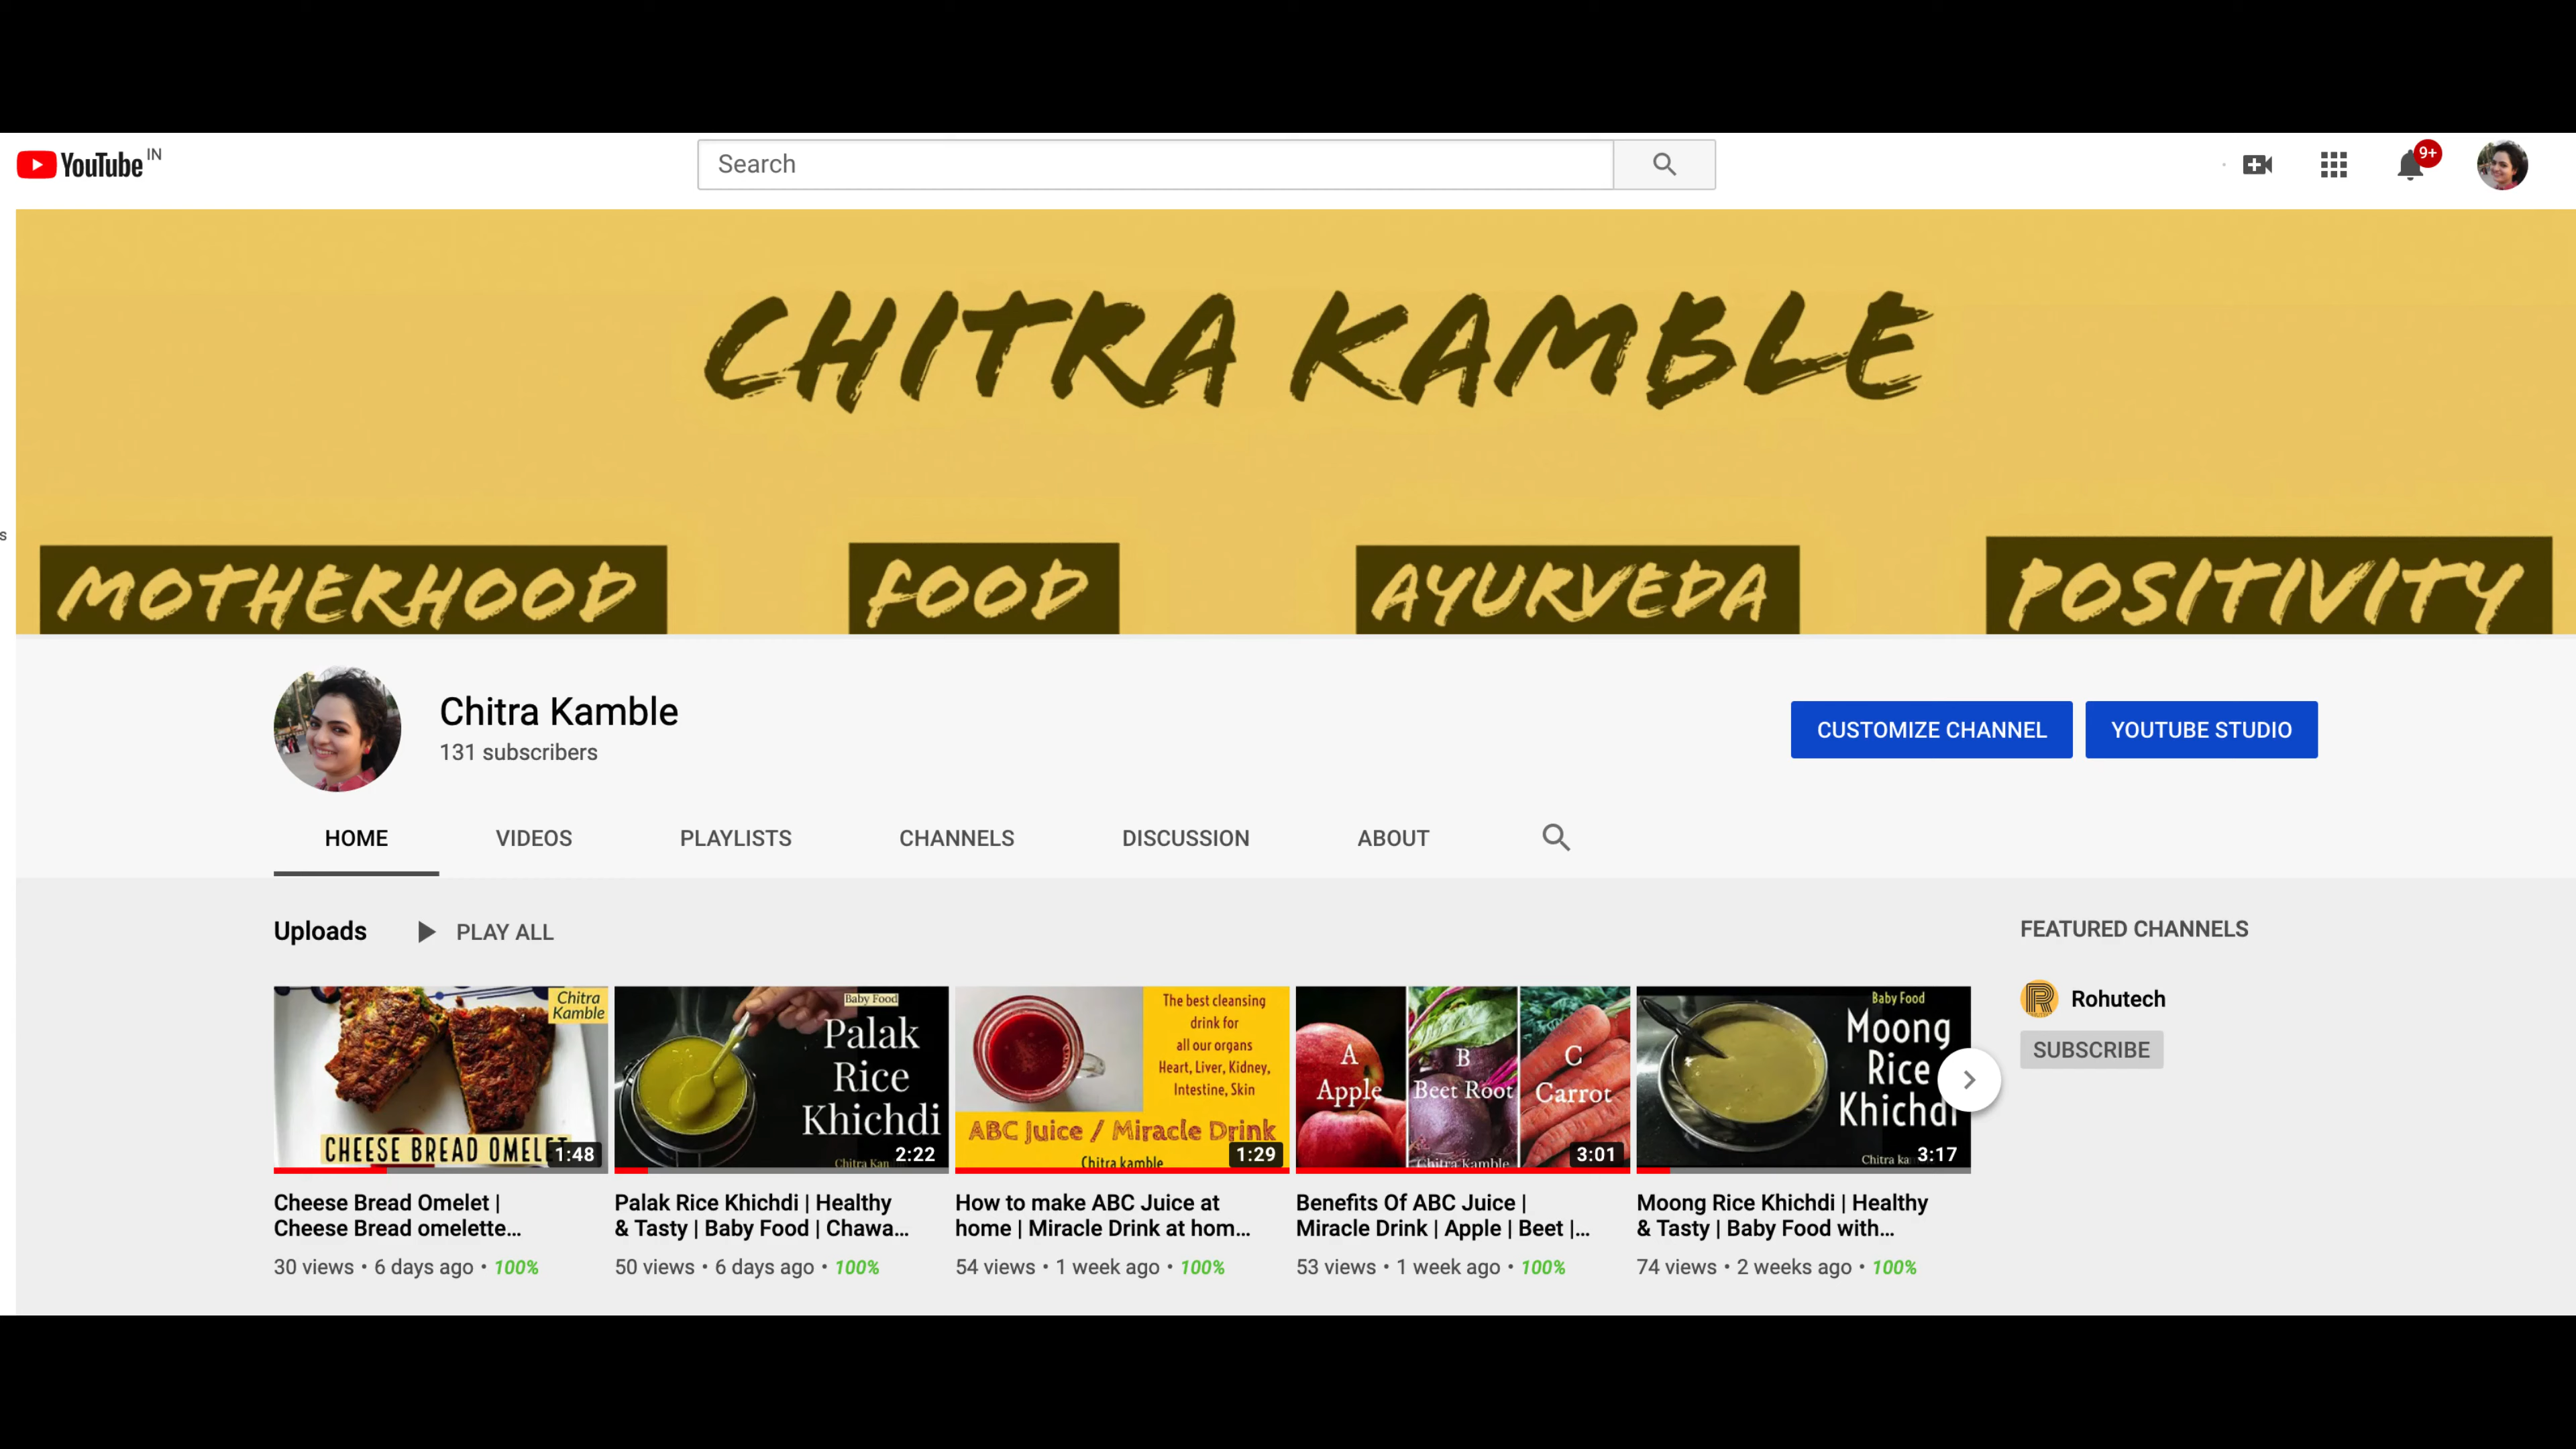 YouTube IN
Search
9+
CHITRA KAMBLE
MOTHERHOOD
FOOD
AYURVEDA
POSITIVITY
s
Chitra Kamble
131 subscribers
CUSTOMIZE CHANNEL
YOUTUBE STUDIO
HOME
VIDEOS
PLAYLISTS
CHANNELS
DISCUSSION
ABOUT
Uploads
PLAY ALL
FEATURED CHANNELS
Rohutech
SUBSCRIBE
Chitra
Kamble
CHEESE BREAD OMELET
1:48
Cheese Bread Omelet |
Cheese Bread omelette...
30 views • 6 days ago • 100%
Baby Food
Palak
Rice
Khichdi
Chitra Kam
2:22
Palak Rice Khichdi | Healthy
& Tasty | Baby Food | Chawa...
50 views • 6 days ago • 100%
The best cleansing
drink for
all our organs
Heart, Liver, Kidney,
Intestine, Skin
ABC Juice / Miracle Drink
Chitra kamble
1:29
How to make ABC Juice at
home | Miracle Drink at hom...
54 views • 1 week ago • 100%
A
Apple
B
Beet Root
C
Carrot
Chitra Kamble
3:01
Benefits Of ABC Juice |
Miracle Drink | Apple | Beet |...
53 views • 1 week ago • 100%
Baby Food
Moong
Rice
Khichdi
Chitra ka
3:17
Moong Rice Khichdi | Healthy
& Tasty | Baby Food with...
74 views • 2 weeks ago • 100%